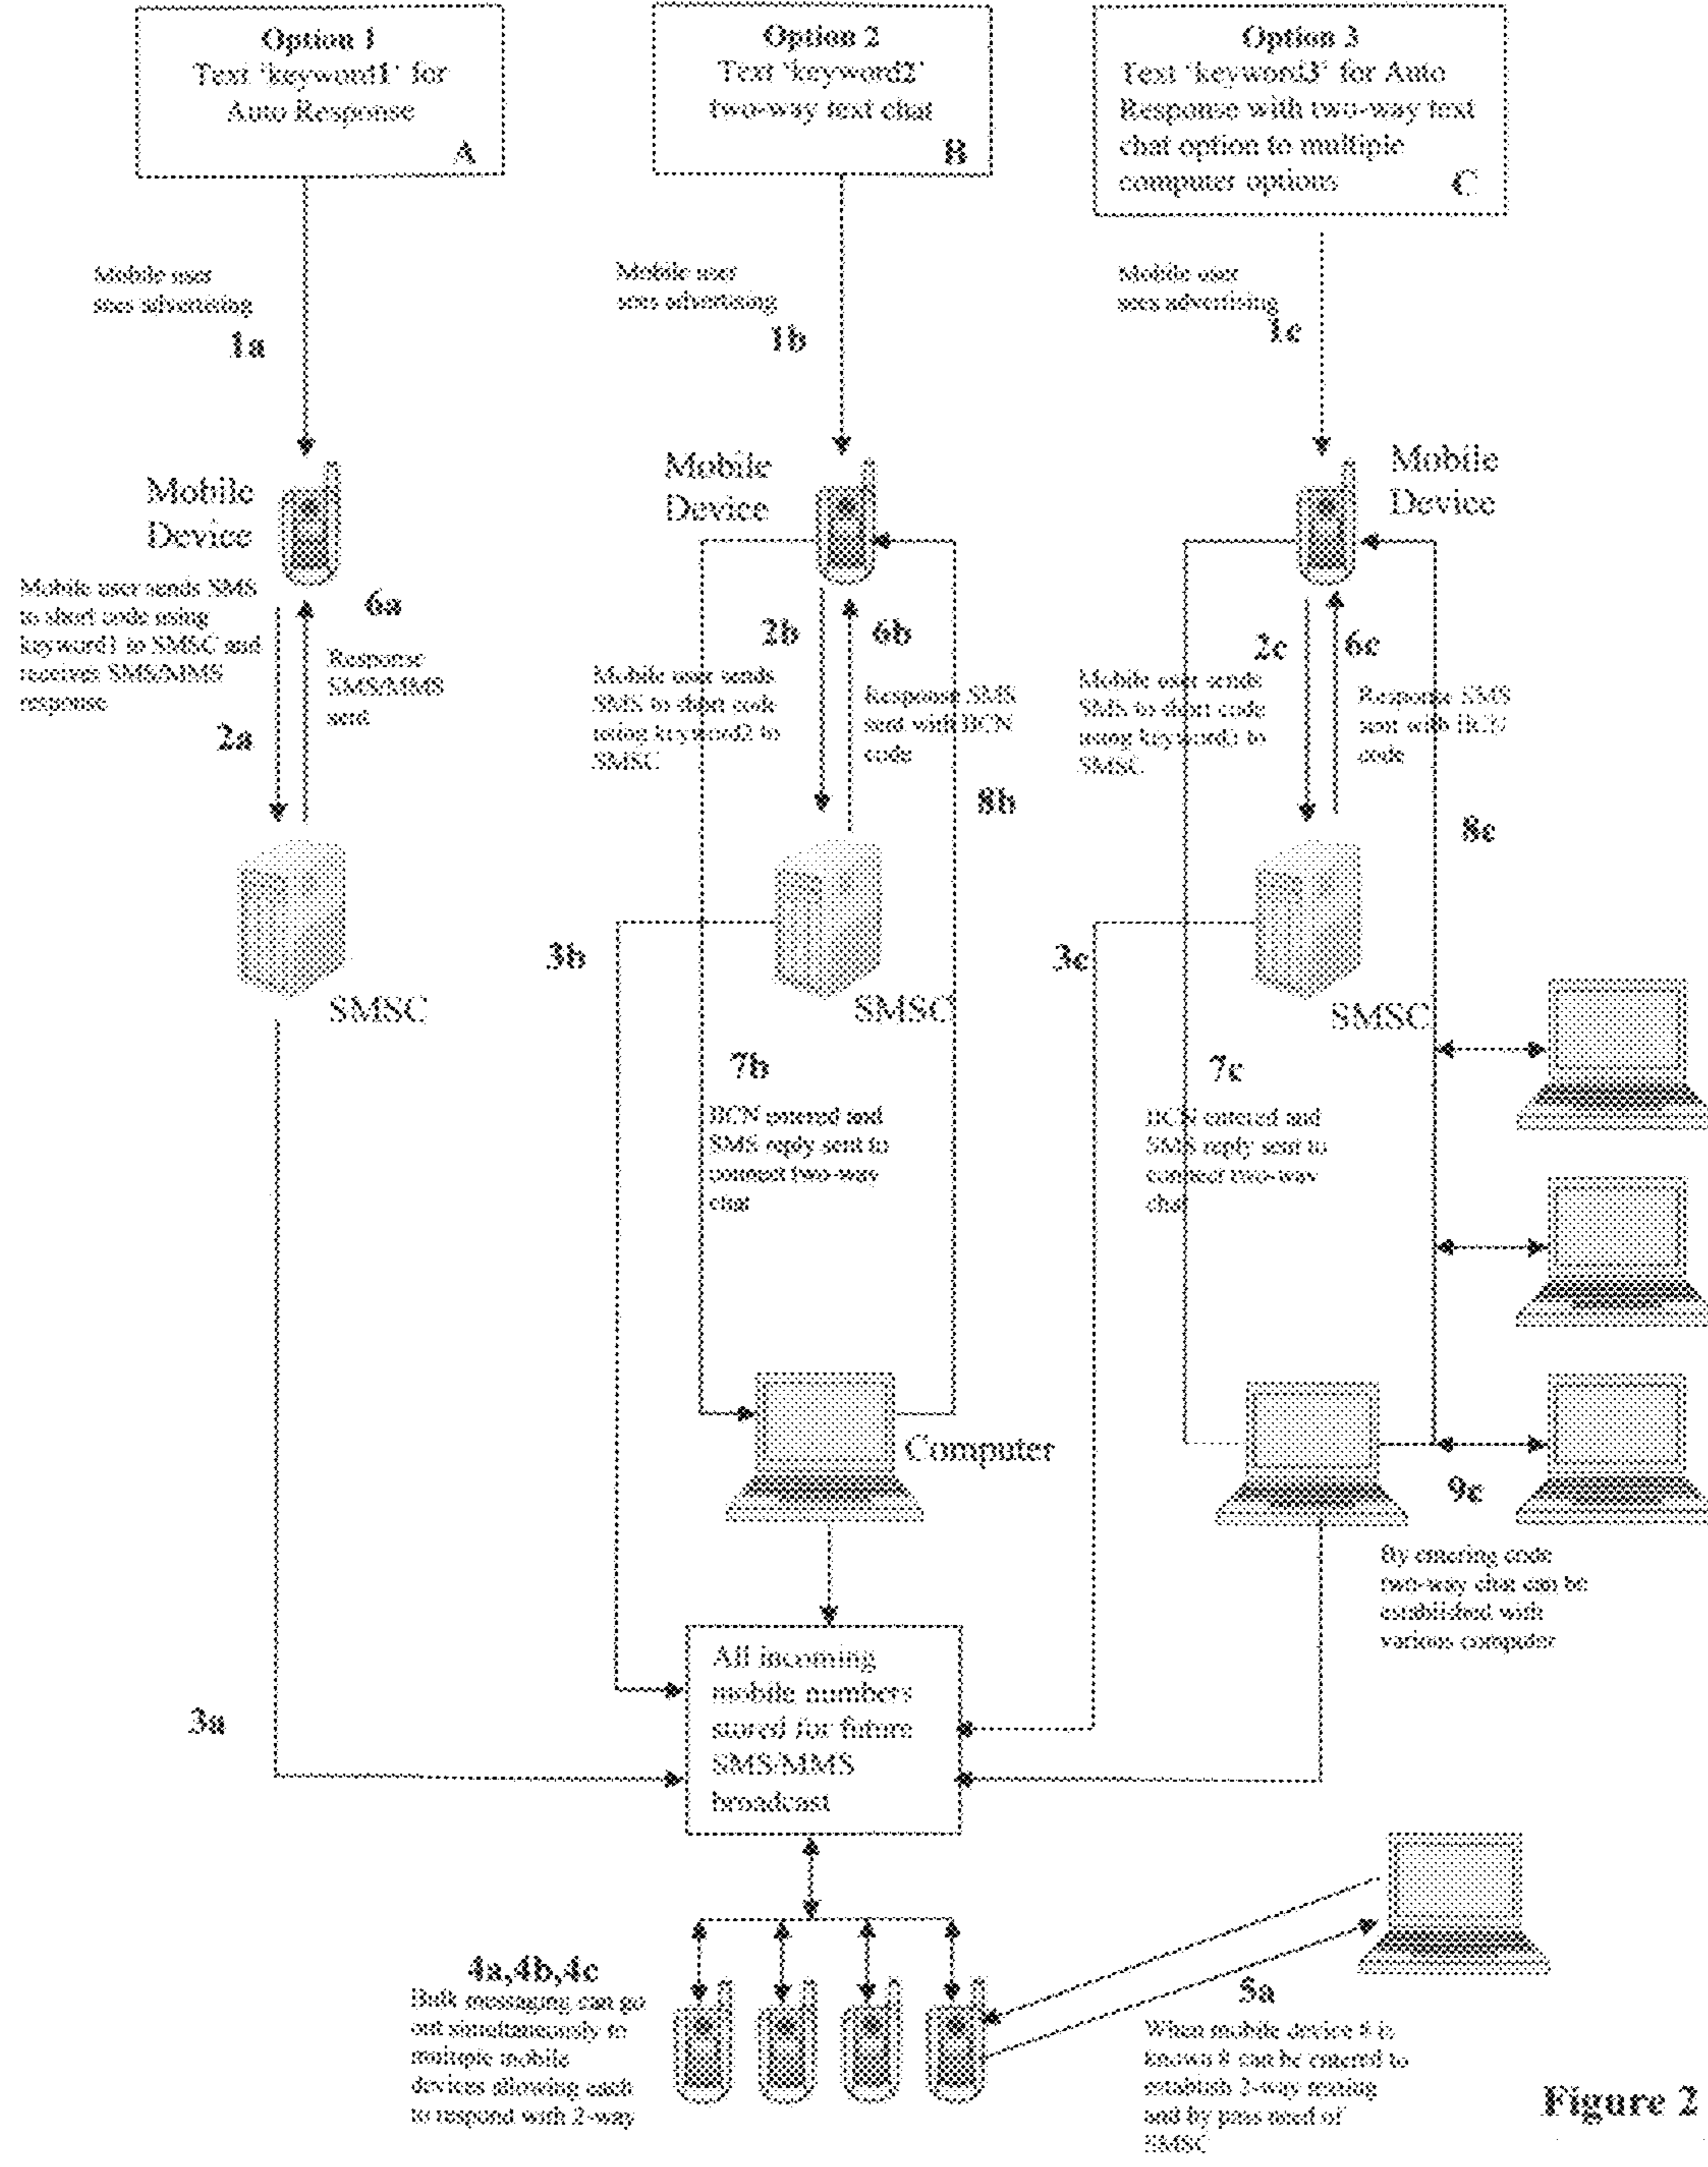 Option 1
Text 'keyword1' for
Auto Response
A
Option 2
Text 'keyword2'
two-way text chat
B
Option 3
Text 'keyword3' for Auto
Response with two-way text
chat option to multiple
computer options
C
Mobile user
sees advertising
1a
Mobile user
sees advertising
1b
Mobile user
sees advertising
1c
Mobile
Device
Mobile
Device
Mobile
Device
Mobile user sends SMS
to short code using
keyword1 to SMSC and
receives SMS/MMS
response
2a
6a
Response
SMS/MMS
sent
2b
6b
Mobile user sends
SMS to short code
using keyword2 to
SMSC
Response SMS
sent with BCN
code
8b
2c
6c
Mobile user sends
SMS to short code
using keyword3 to
SMSC
Response SMS
sent with BCN
code
8c
SMSC
3b
SMSC
3c
SMSC
7b
BCN entered and
SMS reply sent to
connect two-way
chat
7c
BCN entered and
SMS reply sent to
connect two-way
chat
Computer
9c
By entering code
two-way chat can be
established with
various computer
3a
All incoming
mobile numbers
stored for future
SMS/MMS
broadcast
4a,4b,4c
Bulk messaging can go
out simultaneously to
multiple mobile
devices allowing each
to respond with 2-way
5a
When mobile device # is
known # can be entered to
establish 2-way texting
and by pass need of
SMSC
Figure 2